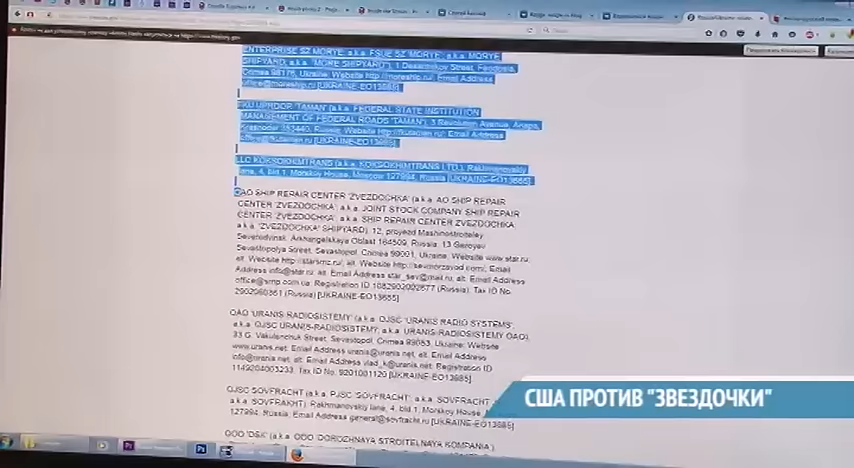 ENTERPRISE SZ 'MORYE'; a.k.a. FSUE SZ 'MORYE'; a.k.a. MORYE
SHIPYARD; a.k.a. 'MORE SHIPYARD'), 1 Desantnikov Street, Feodosia,
Crimea 98176, Ukraine; Website http://moreship.ru/; Email Address
office@moreship.ru [UKRAINE-EO13685].
FKU UPRDOR 'TAMAN' (a.k.a. FEDERAL STATE INSTITUTION
MANAGEMENT OF FEDERAL ROADS 'TAMAN'), 3 Revolution Avenue, Anapa,
Krasnodar 353440, Russia; Website http://fkutaman.ru/; Email Address
office@fkutaman.ru [UKRAINE-EO13685].
LLC KOKSOKHIMTRANS (a.k.a. KOKSOKHIMTRANS LTD.), Rakhmanovskiy
lane, 4, bld.1, Morskoy House, Moscow 127994, Russia [UKRAINE-EO13685].
OAO SHIP REPAIR CENTER 'ZVEZDOCHKA' (a.k.a. AO SHIP REPAIR
CENTER 'ZVEZDOCHKA'; a.k.a. JOINT STOCK COMPANY SHIP REPAIR
CENTER 'ZVEZDOCHKA'; a.k.a. SHIP REPAIR CENTER ZVEZDOCHKA;
a.k.a. 'ZVEZDOCHKA' SHIPYARD), 12, proyezd Mashinostroiteley,
Severodvinsk, Arkhangelskaya Oblast 164509, Russia; 13 Geroyev
Sevastopolya Street, Sevastopol, Crimea 99001, Ukraine; Website www.star.ru;
alt. Website http://starsmz.ru/; alt. Website http://sevmorzavod.com/; Email
Address info@star.ru; alt. Email Address star_sev@mail.ru; alt. Email Address
office@smp.com.ua; Registration ID 1082902002677 (Russia); Tax ID No.
2902060361 (Russia) [UKRAINE-EO13685].
OAO 'URANIS-RADIOSISTEMY' (a.k.a. OJSC 'URANIS RADIO SYSTEMS';
a.k.a. OJSC URANIS-RADIOSISTEMY; a.k.a. URANIS-RADIOSISTEMY OAO),
33 G. Vakulenchuk Street, Sevastopol, Crimea 99053, Ukraine; Website
www.uranis.net; Email Address uranis@uranis.net; alt. Email Address
info@uranis.net; alt. Email Address vlad_k@uranis.net; Registration ID
1149204003233; Tax ID No. 9201001120 [UKRAINE-EO13685].
OJSC SOVFRACHT (a.k.a. PJSC 'SOVFRACHT'; a.k.a. SOVFRACHT
a.k.a. SOVFRAKHT), Rakhmanovskiy lane, 4, bld. 1, Morskoy House,
127994, Russia; Email Address general@sovfracht.ru [UKRAINE-EO13685].
ООО 'DSK' (a.k.a. ООО 'DOROZHNAYA STROITELNAYA KOMPANIA')
США ПРОТИВ "ЗВЕЗДОЧКИ"